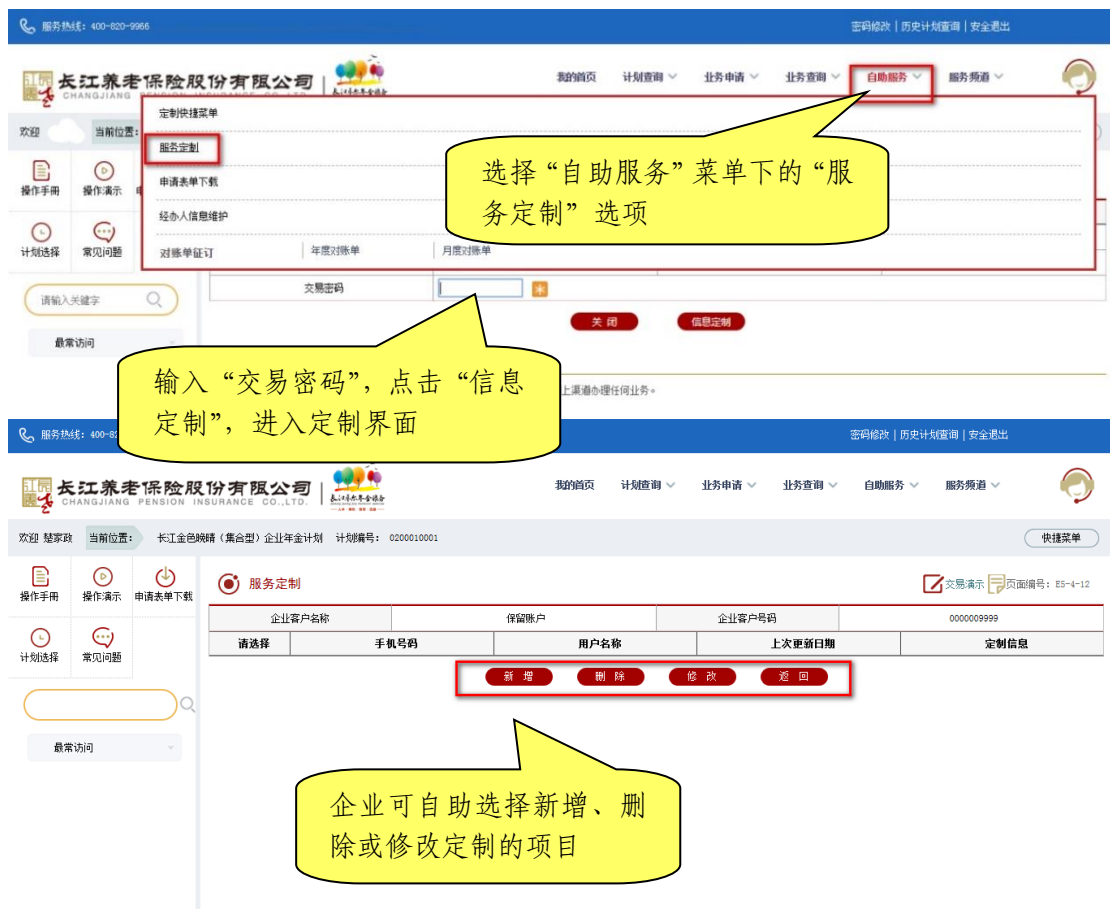 服务热线：400-820-9966
密码修改 | 历史计划查询 | 安全退出
长江养老保险股份有限公司
我的首页 计划查询 业务申请 业务查询 自助服务 服务频道
定制快捷菜单
欢迎 当前位置：
服务定制
操作手册 操作演示
申请表单下载
经办人信息维护
计划选择 常见问题
对账单征订 年度对账单 月度对账单
选择“自助服务”菜单下的“服
务定制”选项
请输入关键字
交易密码
关 闭 信息定制
最常访问
输入“交易密码”，点击“信息
定制”，进入定制界面
上渠道办理任何业务。
服务热线：400-82
密码修改 | 历史计划查询 | 安全退出
长江养老保险股份有限公司
CHANGJIANG PENSION INSURANCE CO.,LTD.
我的首页 计划查询 业务申请 业务查询 自助服务 服务频道
欢迎 楚家政 当前位置： 长江金色晚晴（集合型）企业年金计划 计划编号： 0200010001
快捷菜单
操作手册 操作演示 申请表单下载
计划选择 常见问题
最常访问
服务定制
交易演示 页面编号：E5-4-12
企业客户名称 保留账户 企业客户号码 0000009999
请选择 手机号码 用户名称 上次更新日期 定制信息
新 增 删 除 修 改 返 回
企业可自助选择新增、删
除或修改定制的项目